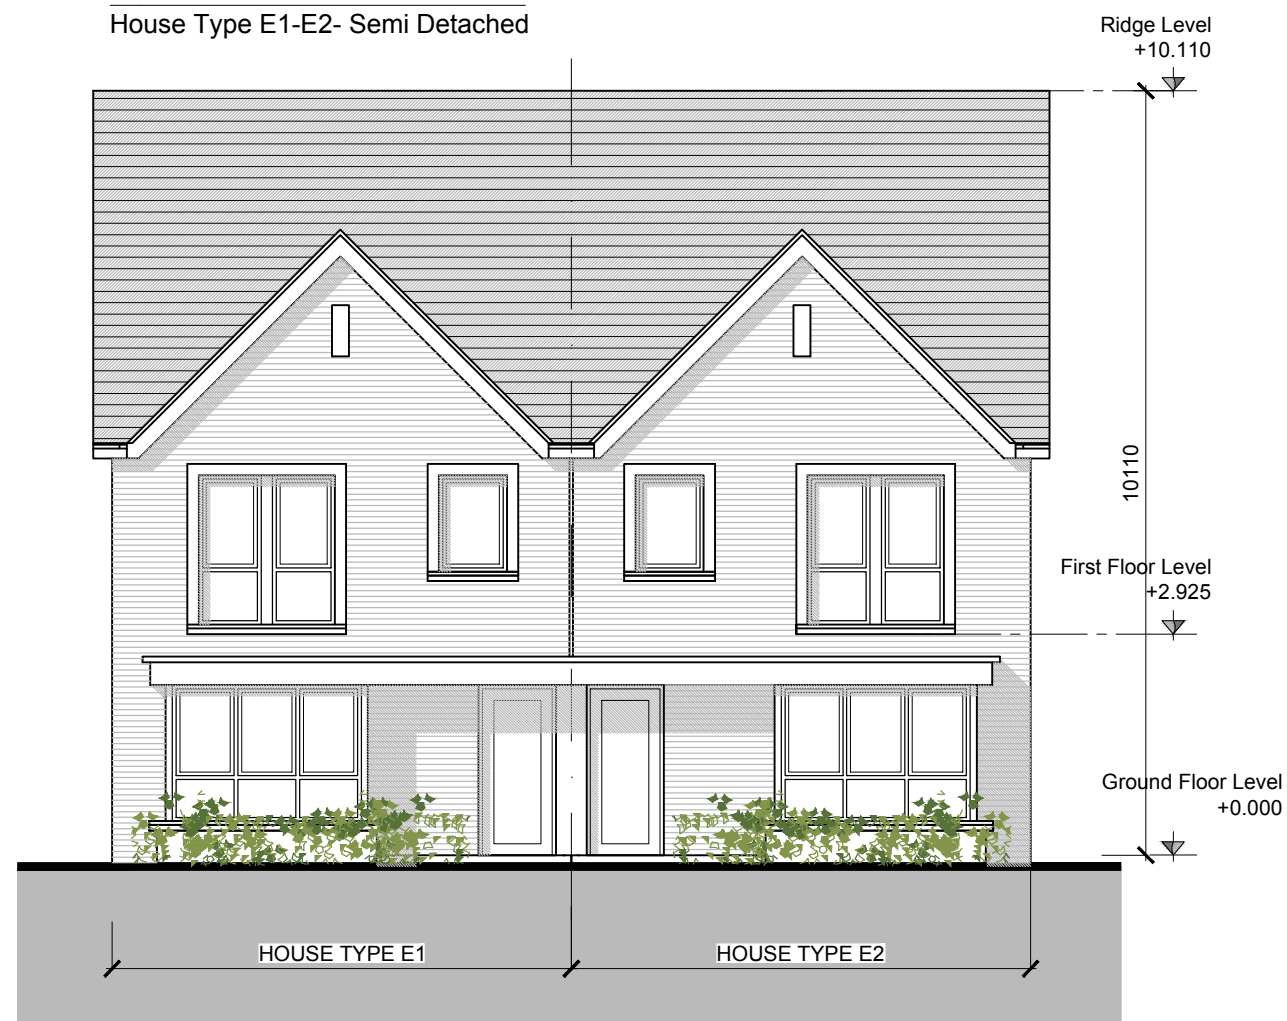 House Type E1-E2- Semi Detached
Ridge Level
+10.110
10110
First Floor Level
+2.925
Ground Floor Level
+0.000
HOUSE TYPE E1
HOUSE TYPE E2